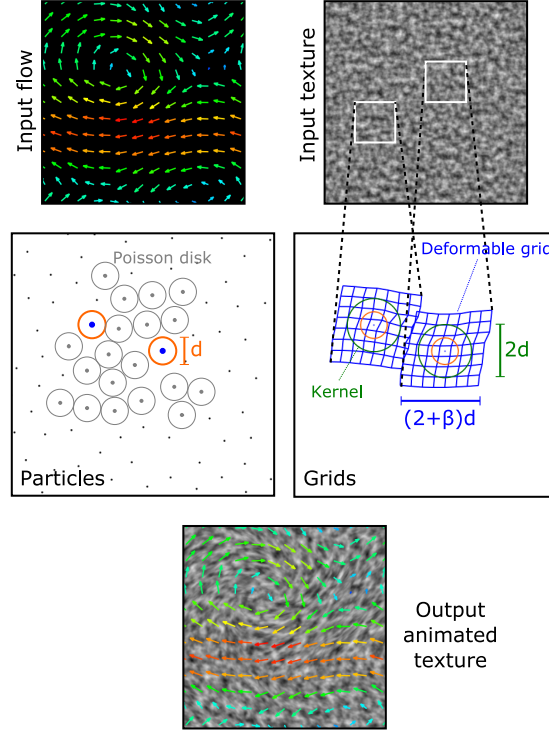 Input flow
Input texture
Poisson disk
d
Particles
Deformable grid
Kernel
2d
(2+β)d
Grids
Output
animated
texture